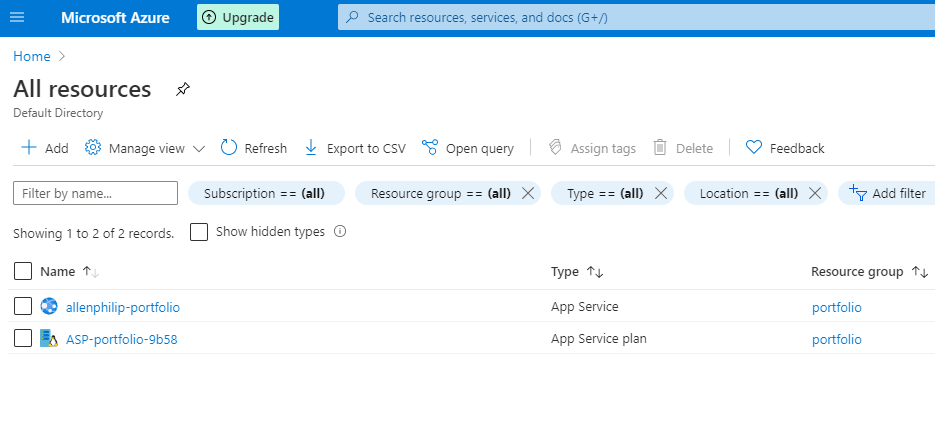 Microsoft Azure Upgrade Search resources, services, and docs (G+/)
Home
All resources
Default Directory
Add Manage view Refresh Export to CSV Open query Assign tags Delete Feedback
Filter by name... Subscription == (all) Resource group == (all) Type == (all) Location == (all) Add filter
Showing 1 to 2 of 2 records. Show hidden types
Name Type Resource group
allenphilip-portfolio App Service portfolio
ASP-portfolio-9b58 App Service plan portfolio